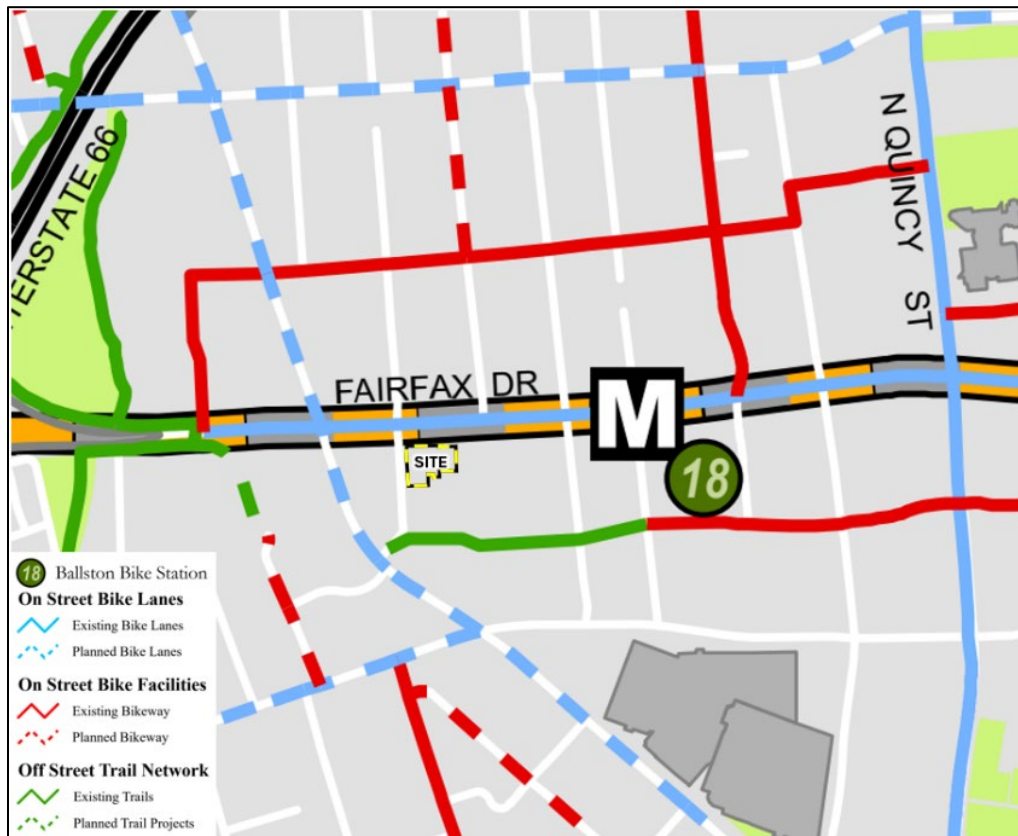 INTERSTATE 66
N QUINCY ST
FAIRFAX DR
M
SITE
18
18 Ballston Bike Station
On Street Bike Lanes
Existing Bike Lanes
Planned Bike Lanes
On Street Bike Facilities
Existing Bikeway
Planned Bikeway
Off Street Trail Network
Existing Trails
Planned Trail Projects